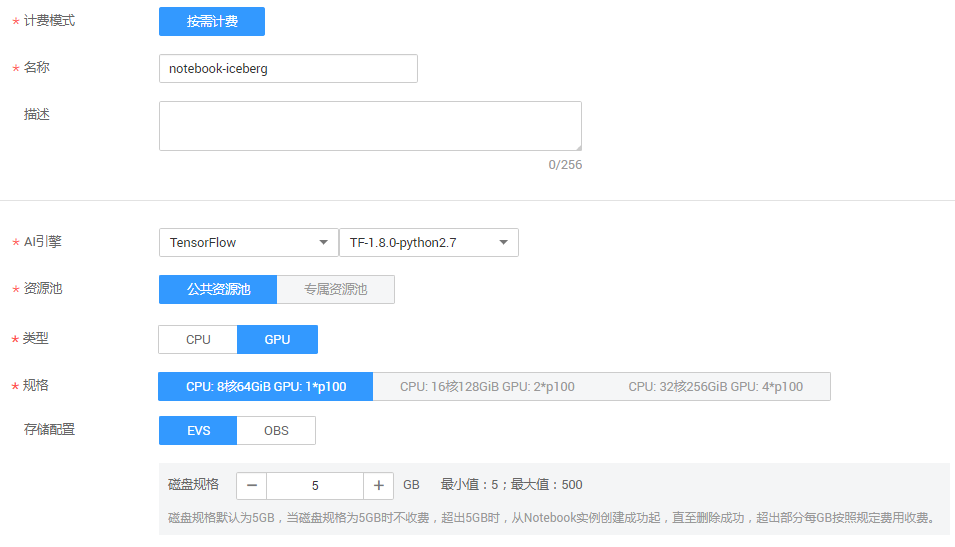 * 计费模式 按需计费
* 名称 notebook-iceberg
描述
0/256
* AI引擎 TensorFlow TF-1.8.0-python2.7
* 资源池 公共资源池 专属资源池
* 类型 CPU GPU
* 规格 CPU: 8核64GiB GPU: 1*p100 CPU: 16核128GiB GPU: 2*p100 CPU: 32核256GiB GPU: 4*p100
存储配置 EVS OBS
磁盘规格 − 5 + GB 最小值：5；最大值：500
磁盘规格默认为5GB，当磁盘规格为5GB时不收费，超出5GB时，从Notebook实例创建成功起，直至删除成功，超出部分每GB按照规定费用收费。